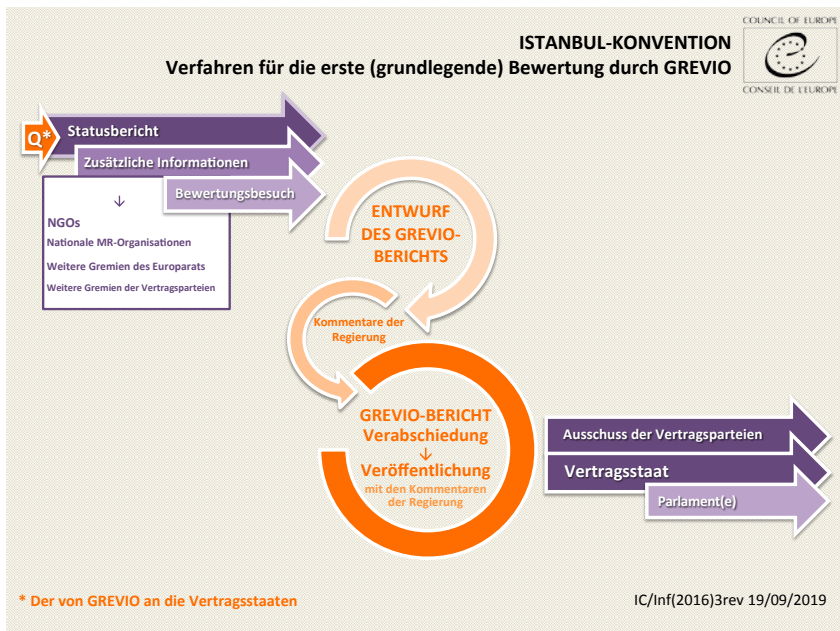 COUNCIL OF EUROPE
CONSEIL DE L'EUROPE
ISTANBUL-KONVENTION
Verfahren für die erste (grundlegende) Bewertung durch GREVIO
Q*
Statusbericht
Zusätzliche Informationen
Bewertungsbesuch
↓
NGOs
Nationale MR-Organisationen
Weitere Gremien des Europarats
Weitere Gremien der Vertragsparteien
ENTWURF
DES GREVIO-
BERICHTS
Kommentare der
Regierung
GREVIO-BERICHT
Verabschiedung
↓
Veröffentlichung
mit den Kommentaren
der Regierung
Ausschuss der Vertragsparteien
Vertragsstaat
Parlament(e)
* Der von GREVIO an die Vertragsstaaten
IC/Inf(2016)3rev 19/09/2019